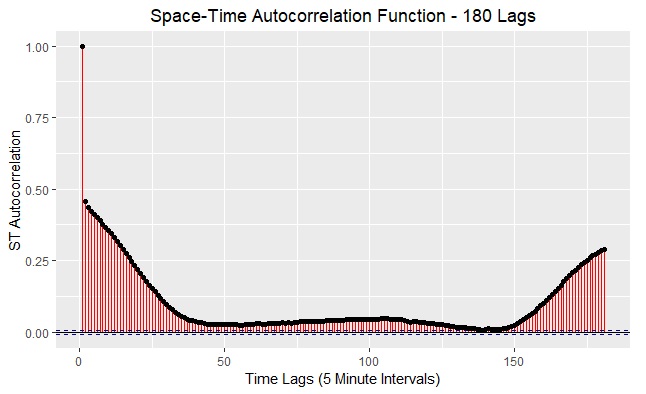 Space-Time Autocorrelation Function - 180 Lags
1.00
0.75
0.50
0.25
0.00
ST Autocorrelation
0 50 100 150
Time Lags (5 Minute Intervals)